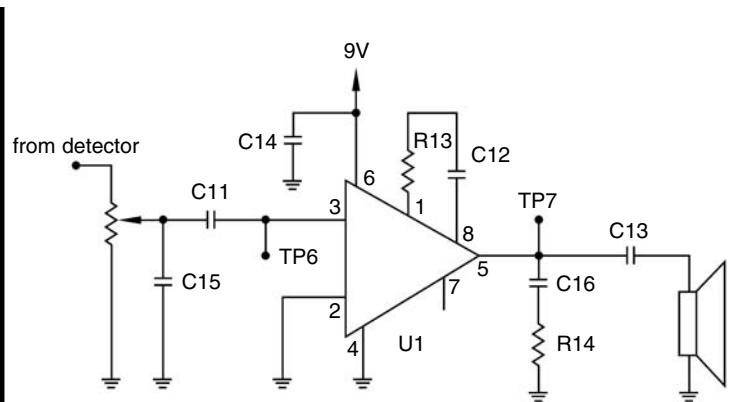 9V
C14
R13
C12
from detector
6
C11
3
1
TP7
8
C13
TP6
5
C15
7
C16
2
4
U1
R14